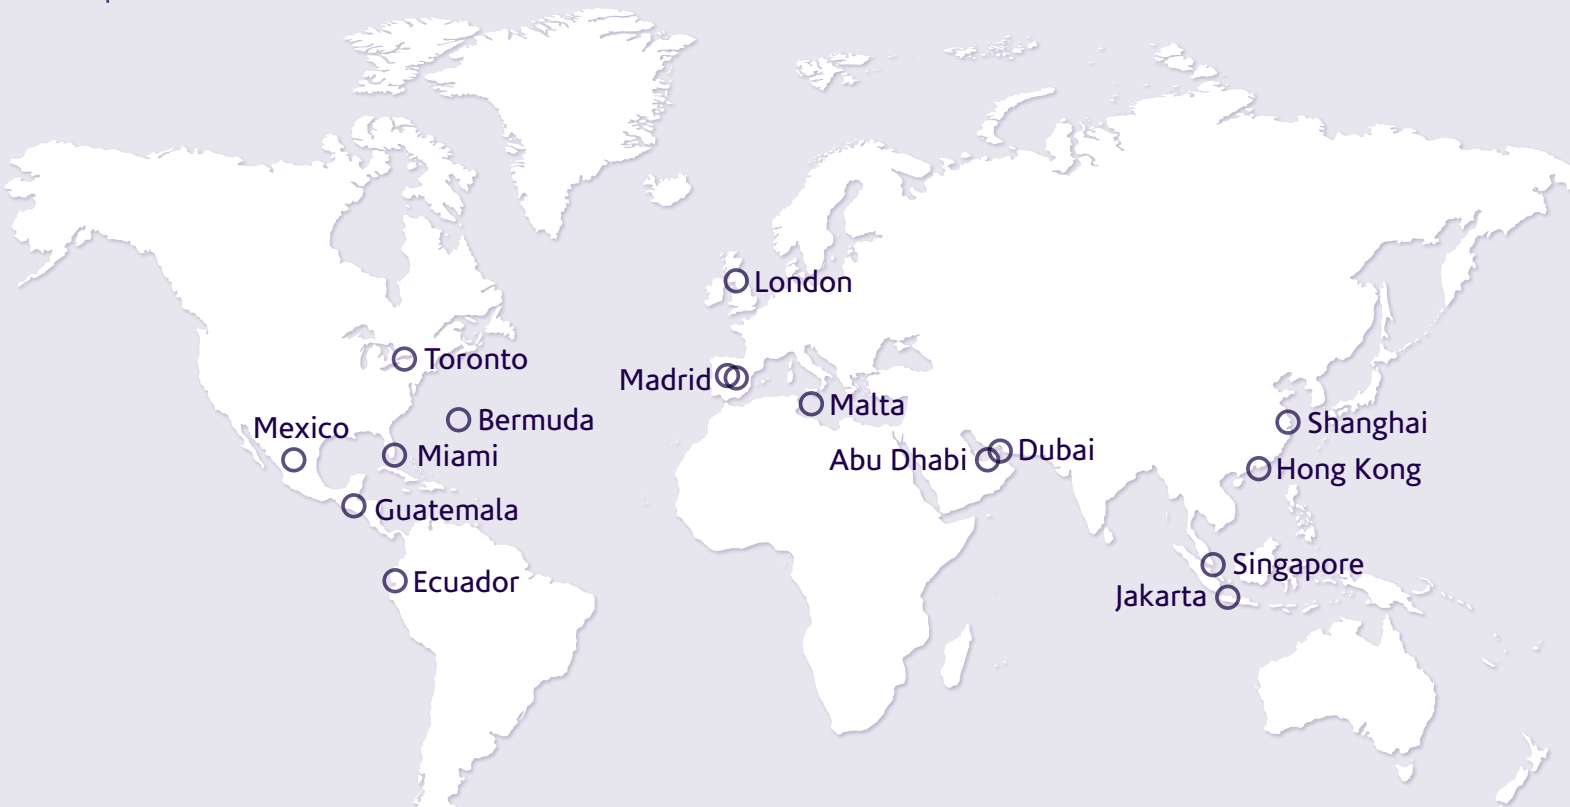 London
Toronto
Madrid
Malta
Bermuda
Mexico
Shanghai
Miami
Abu Dhabi
Dubai
Hong Kong
Guatemala
Singapore
Ecuador
Jakarta